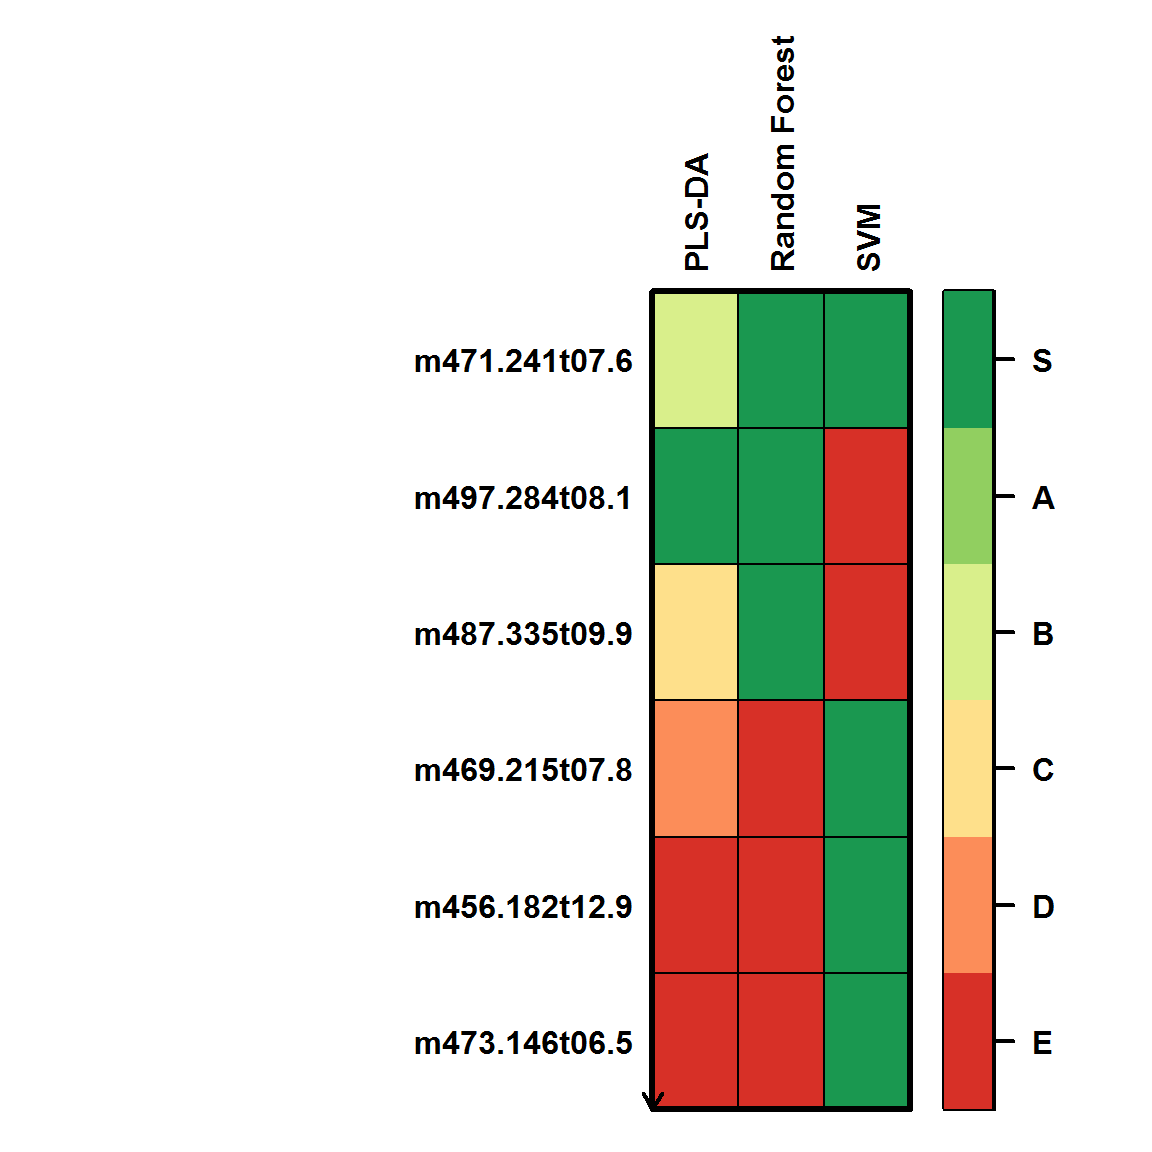 PLS-DA
Random Forest
SVM
m471.241t07.6
m497.284t08.1
m487.335t09.9
m469.215t07.8
m456.182t12.9
m473.146t06.5
S
A
B
C
D
E